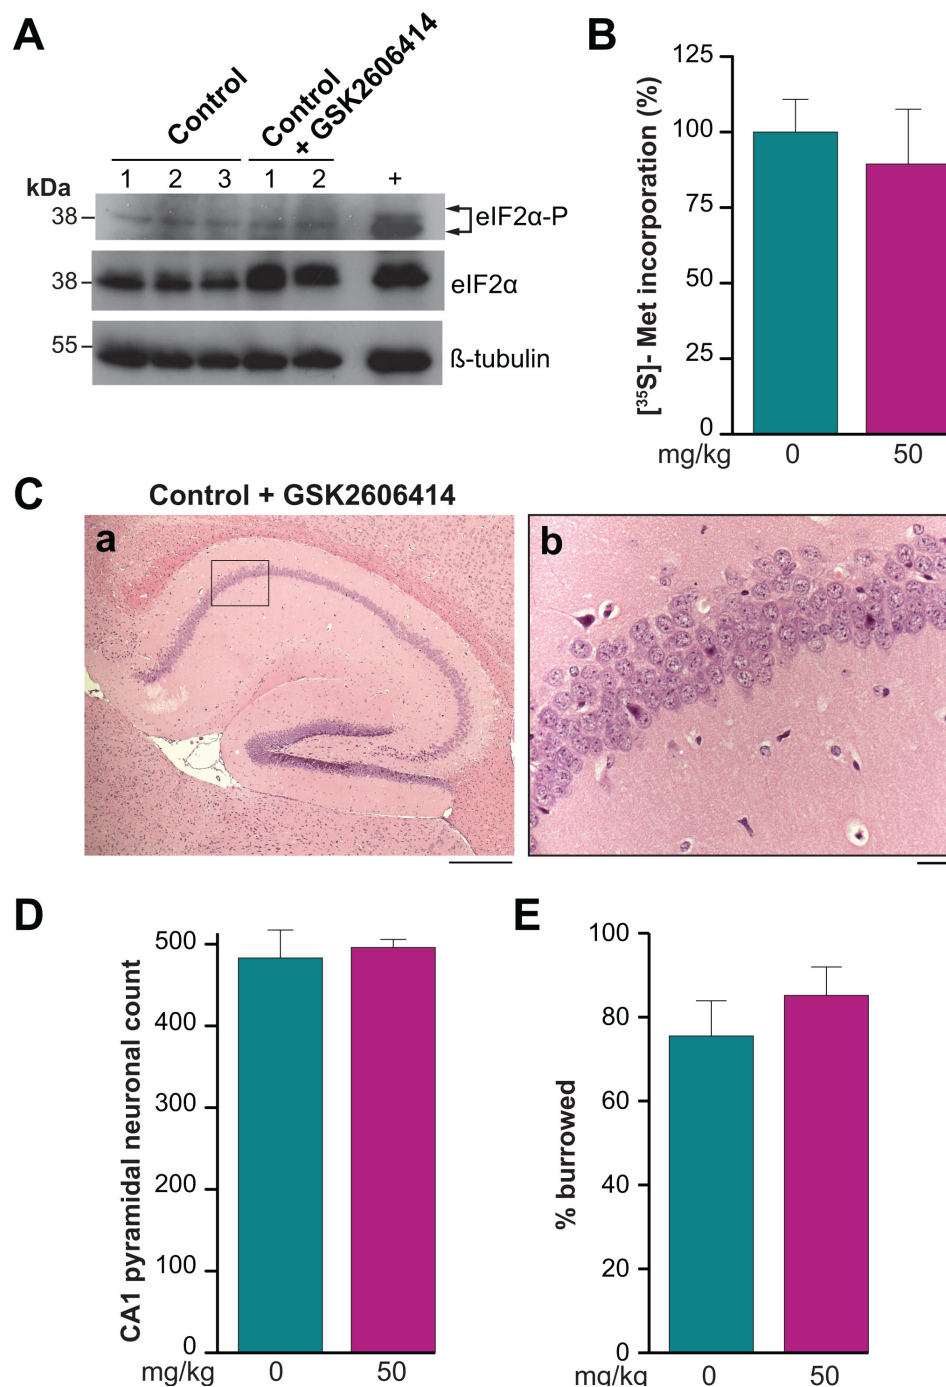 A
Control
Control
+ GSK2606414
kDa
1 2 3 1 2 +
38
eIF2α-P
38
eIF2α
55
ß-tubulin
B
[³⁵S]- Met incorporation (%)
125
100
75
50
25
0
mg/kg 0 50
C
Control + GSK2606414
a
b
D
CA1 pyramidal neuronal count
500
400
300
200
100
0
mg/kg 0 50
E
% burrowed
100
80
60
40
20
0
mg/kg 0 50